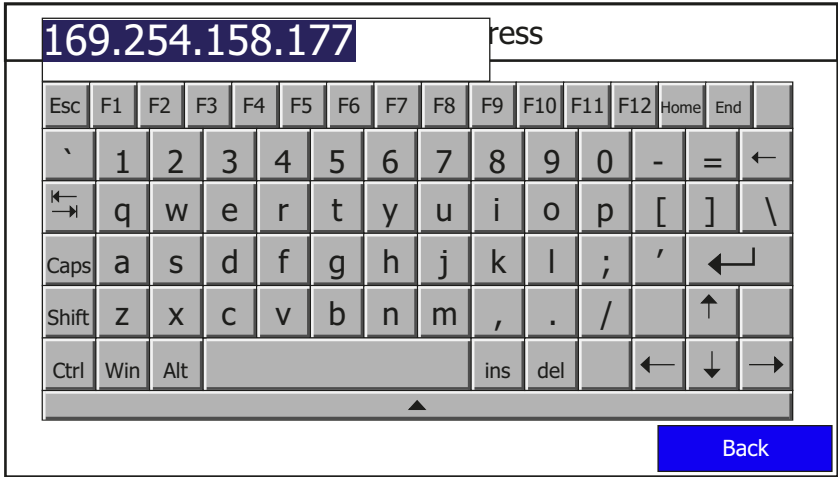 169.254.158.177 ress
Esc F1 F2 F3 F4 F5 F6 F7 F8 F9 F10 F11 F12 Home End
` 1 2 3 4 5 6 7 8 9 0 - = ←
q w e r t y u i o p [ ] \
Caps a s d f g h j k l ; '
Shift z x c v b n m , . / ↑
Ctrl Win Alt ins del ← ↓ →
Back